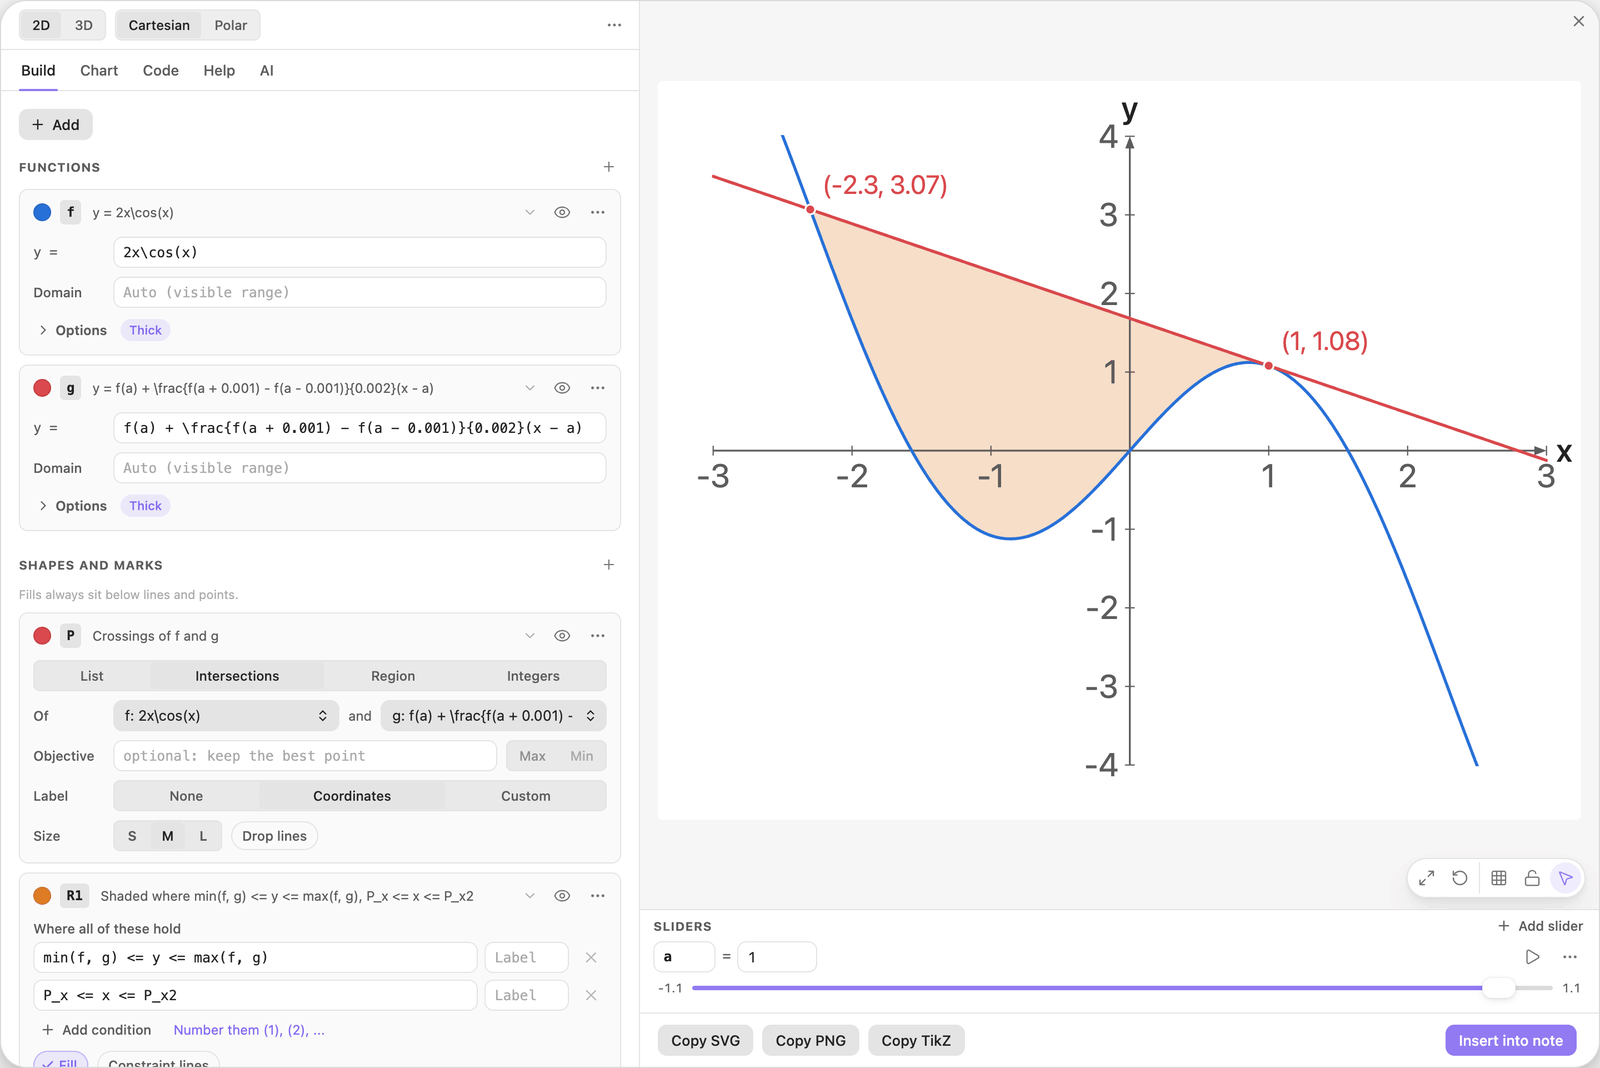 2D 3D Cartesian Polar
Build Chart Code Help AI
+ Add
FUNCTIONS
f y = 2x\cos(x)
y = 2x\cos(x)
Domain Auto (visible range)
Options Thick
g y = f(a) + \frac{f(a + 0.001) - f(a - 0.001)}{0.002}(x - a)
y = f(a) + \frac{f(a + 0.001) - f(a - 0.001)}{0.002}(x - a)
Domain Auto (visible range)
Options Thick
SHAPES AND MARKS
Fills always sit below lines and points.
P Crossings of f and g
List Intersections Region Integers
Of f: 2x\cos(x) and g: f(a) + \frac{f(a + 0.001) -
Objective optional: keep the best point Max Min
Label None Coordinates Custom
Size S M L Drop lines
R1 Shaded where min(f, g) <= y <= max(f, g), P_x <= x <= P_x2
Where all of these hold
min(f, g) <= y <= max(f, g) Label
P_x <= x <= P_x2 Label
+ Add condition Number them (1), (2), ...
Fill Constraint lines
y
4
(-2.3, 3.07)
3
2
(1, 1.08)
1
x
-3 -2 -1 1 2 3
-1
-2
-3
-4
SLIDERS + Add slider
a = 1
-1.1 1.1
Copy SVG Copy PNG Copy TikZ Insert into note